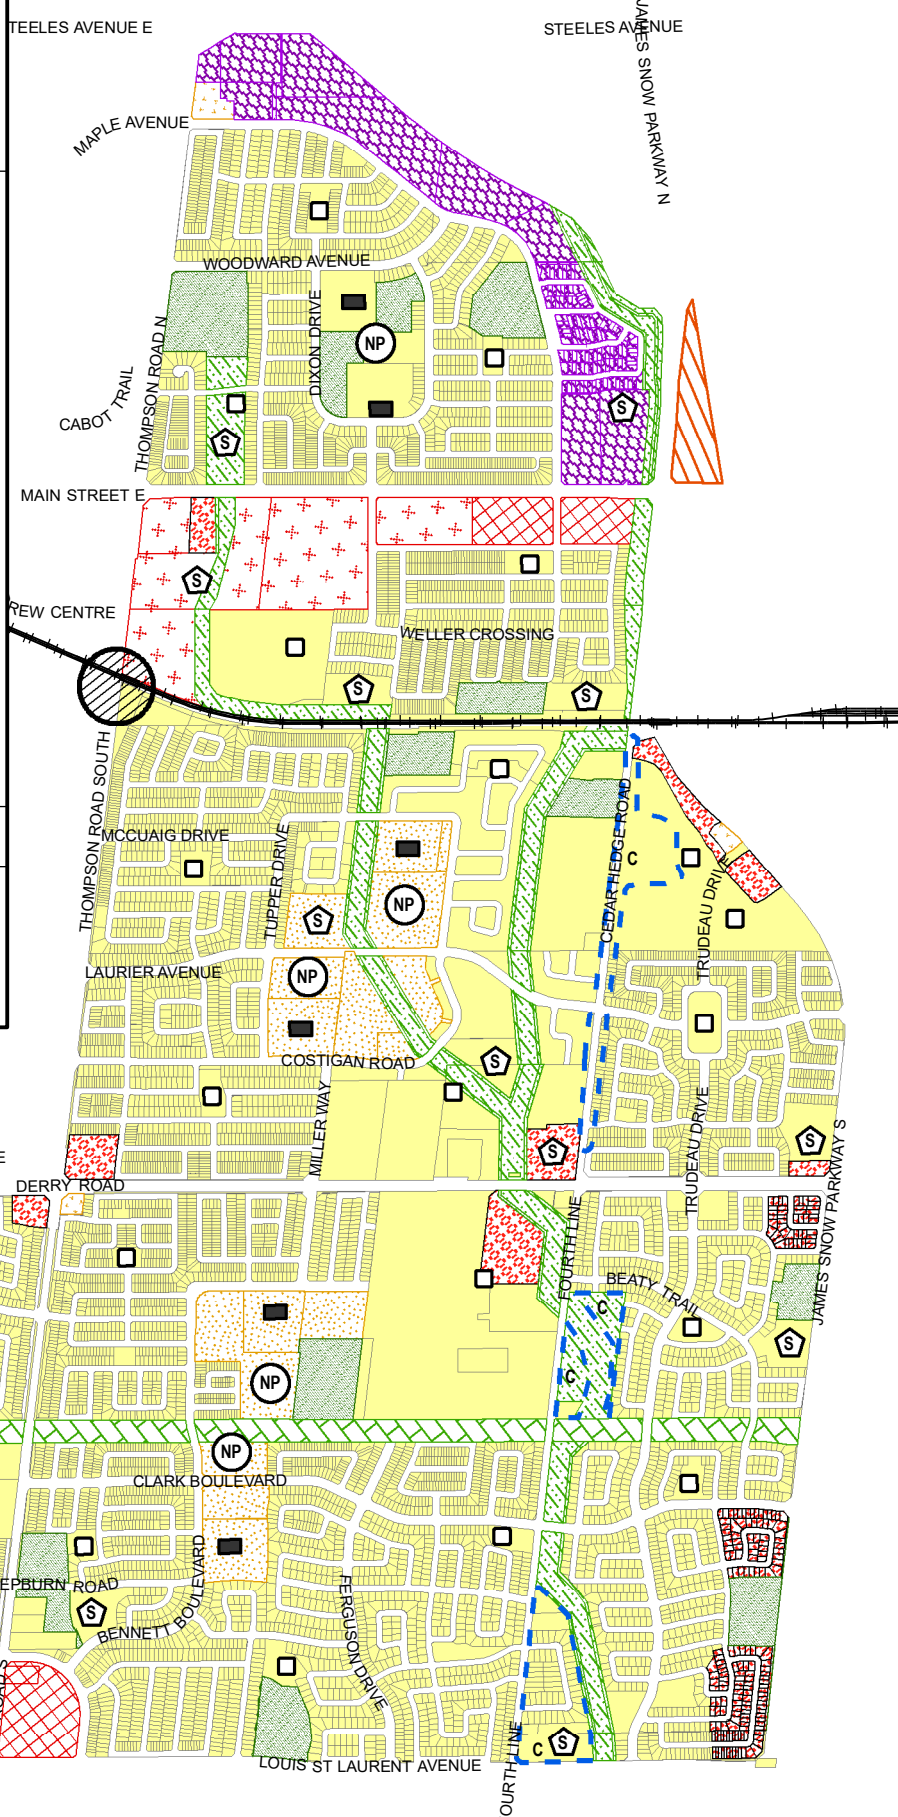 TEELES AVENUE E
STEELES AVENUE
JAMES SNOW PARKWAY N
MAPLE AVENUE
WOODWARD AVENUE
DIXON DRIVE
NP
THOMPSON ROAD N
CABOT TRAIL
S
S
MAIN STREET E
S
REW CENTRE
WELLER CROSSING
S
S
THOMPSON ROAD SOUTH
MCCUAIG DRIVE
TUPPER DRIVE
CEDAR HEDGE ROAD
C
TRUDEAU DRIVE
NP
S
LAURIER AVENUE
NP
COSTIGAN ROAD
S
MILLER WAY
TRUDEAU DRIVE
S
S
E
DERRY ROAD
JAMES SNOW PARKWAY S
FOURTH LINE
BEATY TRAIL
C
S
C
NP
NP
CLARK BOULEVARD
EPBURN ROAD
S
BENNETT BOULEVARD
FERGUSON DRIVE
OAD S
C
S
LOUIS ST LAURENT AVENUE
OURTH LINE